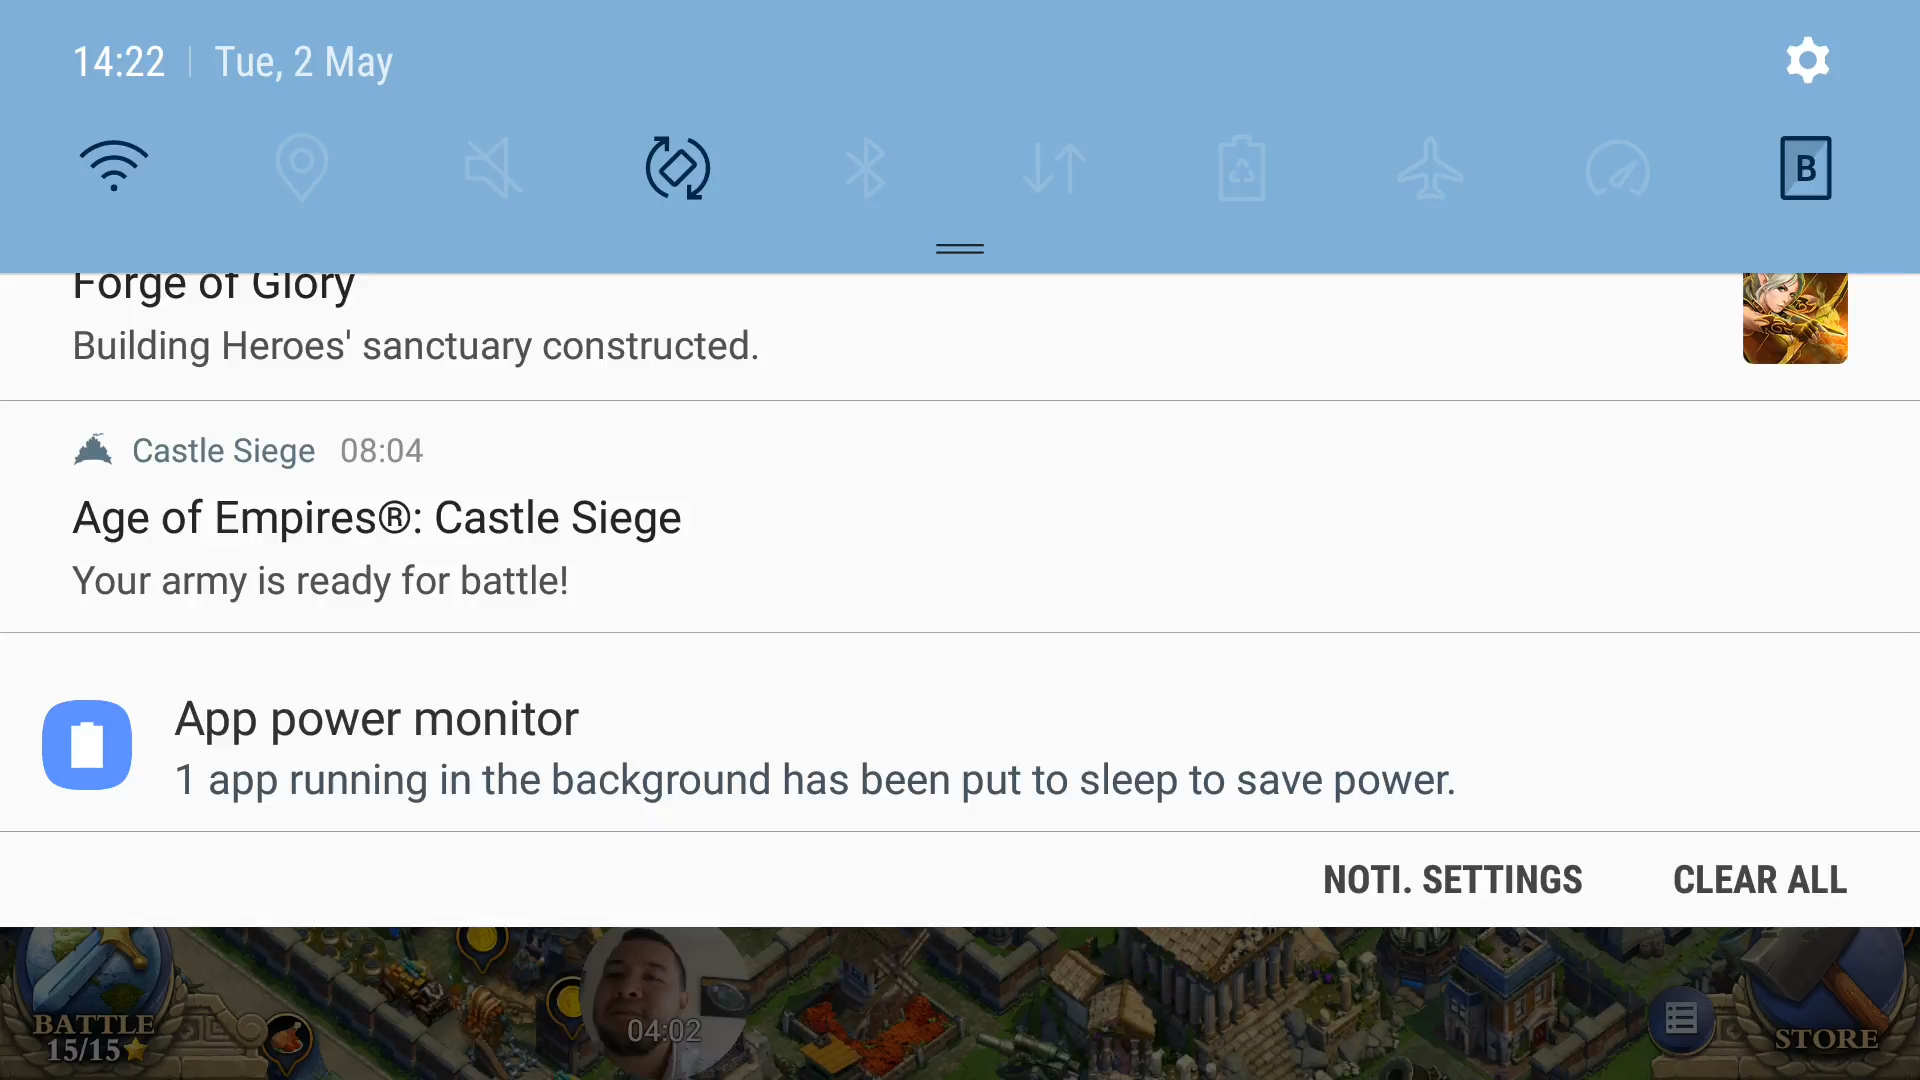 14:22 | Tue, 2 May
B
Forge of Glory
Building Heroes' sanctuary constructed.
Castle Siege 08:04
Age of Empires®: Castle Siege
Your army is ready for battle!
App power monitor
1 app running in the background has been put to sleep to save power.
NOTI. SETTINGS CLEAR ALL
BATTLE
15/15
04:02
STORE